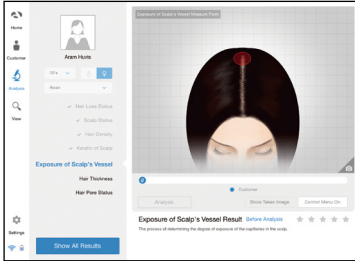 Home
Customer
Analysis
View
Settings
Aram Huvis
Asian
Hair Loss Status
Scalp Status
Hair Density
Keratin of Scalp
Exposure of Scalp's Vessel
Hair Thickness
Hair Pore Status
Show All Results
Exposure of Scalp's Vessel Measure Point
Customer
Analysis
Show Taken Image
Control Menu On
Exposure of Scalp's Vessel Result Before Analysis
The process of determining the degree of exposure of the capillaries in the scalp.